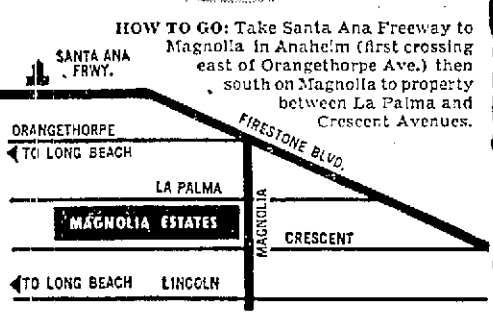 HOW TO GO: Take Santa Ana Freeway to
Magnolia in Anaheim (first crossing
east of Orangethorpe Ave.) then
south on Magnolia to property
between La Palma and
Crescent Avenues.
SANTA ANA
FRWY.
FIRESTONE BLVD.
ORANGETHORPE
TO LONG BEACH
LA PALMA
MAGNOLIA ESTATES
MAGNOLIA
CRESCENT
TO LONG BEACH LINCOLN